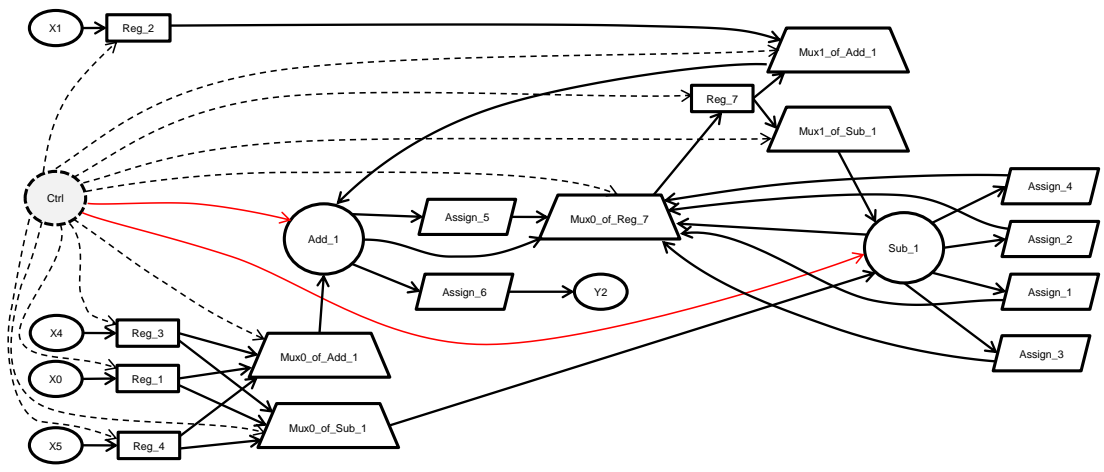 X1
Reg_2
Mux1_of_Add_1
Reg_7
Mux1_of_Sub_1
Ctrl
Assign_4
Assign_5
Mux0_of_Reg_7
Add_1
Assign_2
Sub_1
Assign_6
Y2
Assign_1
X4
Reg_3
Mux0_of_Add_1
Assign_3
X0
Reg_1
Mux0_of_Sub_1
X5
Reg_4